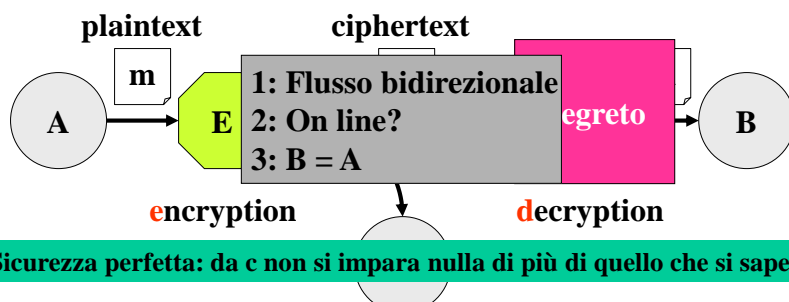 plaintext ciphertext
m
1: Flusso bidirezionale
A E 2: On line? egreto B
3: B = A
encryption decryption
Sicurezza perfetta: da c non si impara nulla di più di quello che si sape